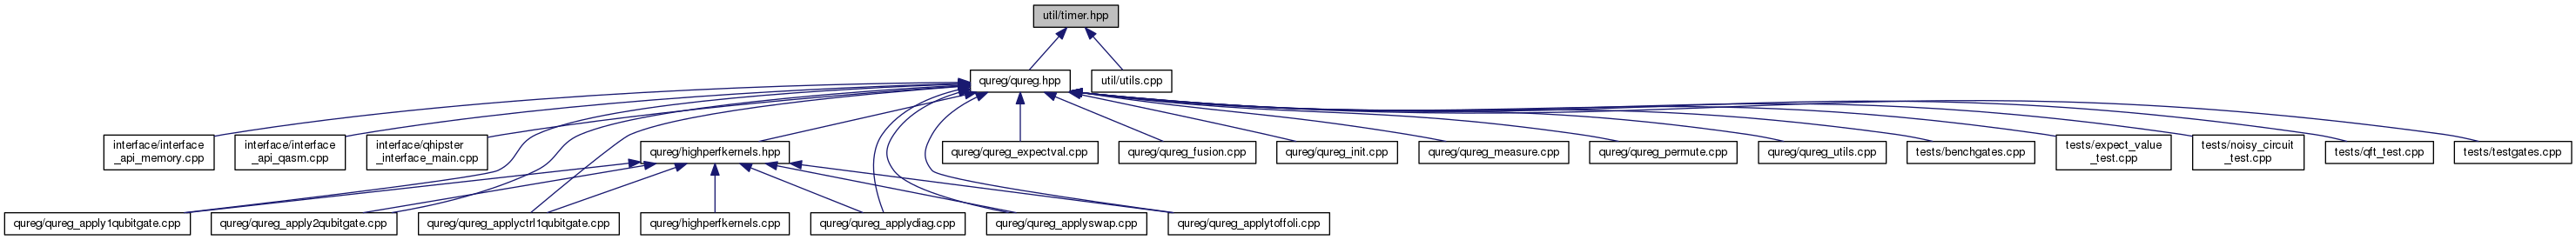 util/timer.hpp
qureg/qureg.hpp
util/utils.cpp
interface/interface
_api_memory.cpp
interface/interface
_api_qasm.cpp
interface/qhipster
_interface_main.cpp
qureg/highperfkernels.hpp
qureg/qureg_expectval.cpp
qureg/qureg_fusion.cpp
qureg/qureg_init.cpp
qureg/qureg_measure.cpp
qureg/qureg_permute.cpp
qureg/qureg_utils.cpp
tests/benchgates.cpp
tests/expect_value
_test.cpp
tests/noisy_circuit
_test.cpp
tests/qft_test.cpp
tests/testgates.cpp
qureg/qureg_apply1qubitgate.cpp
qureg/qureg_apply2qubitgate.cpp
qureg/qureg_applyctrl1qubitgate.cpp
qureg/highperfkernels.cpp
qureg/qureg_applydiag.cpp
qureg/qureg_applyswap.cpp
qureg/qureg_applytoffoli.cpp